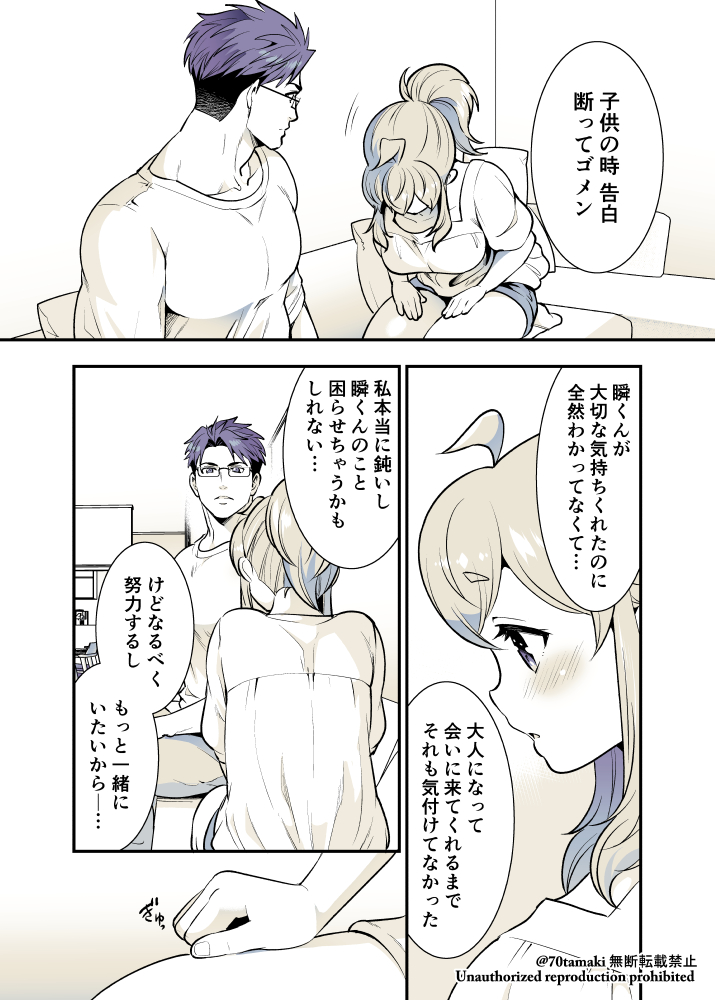 子供の時 告白
断ってゴメン
瞬くんが
大切な気持ちくれたのに
全然わかってなくて…
大人になって
会いに来てくれるまで
それも気付けてなかった
私本当に鈍いし
瞬くんのこと
困らせちゃうかも
しれない…
けどなるべく
努力するし
もっと一緒に
いたいから―…
ぎゅっ
@70tamaki 無断転載禁止
Unauthorized reproduction prohibited